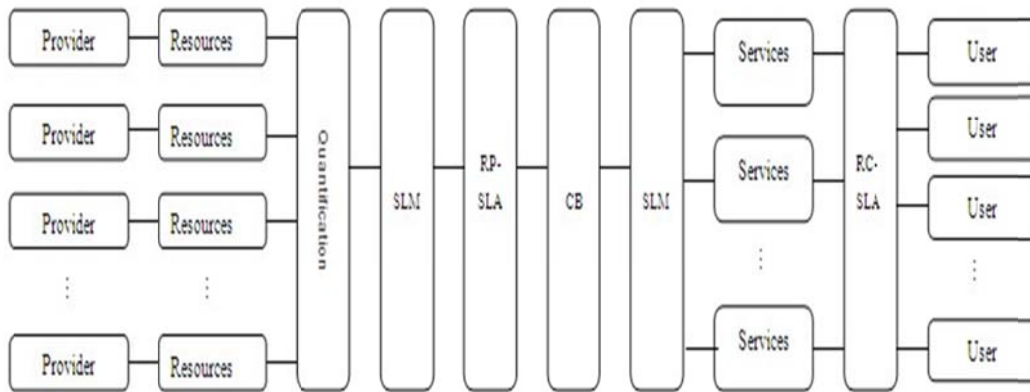 Provider
Resources
Provider
Resources
Provider
Resources
Provider
Resources
Quantification
SLM
RP-
SLA
CB
SLM
Services
Services
Services
RC-
SLA
User
User
User
User